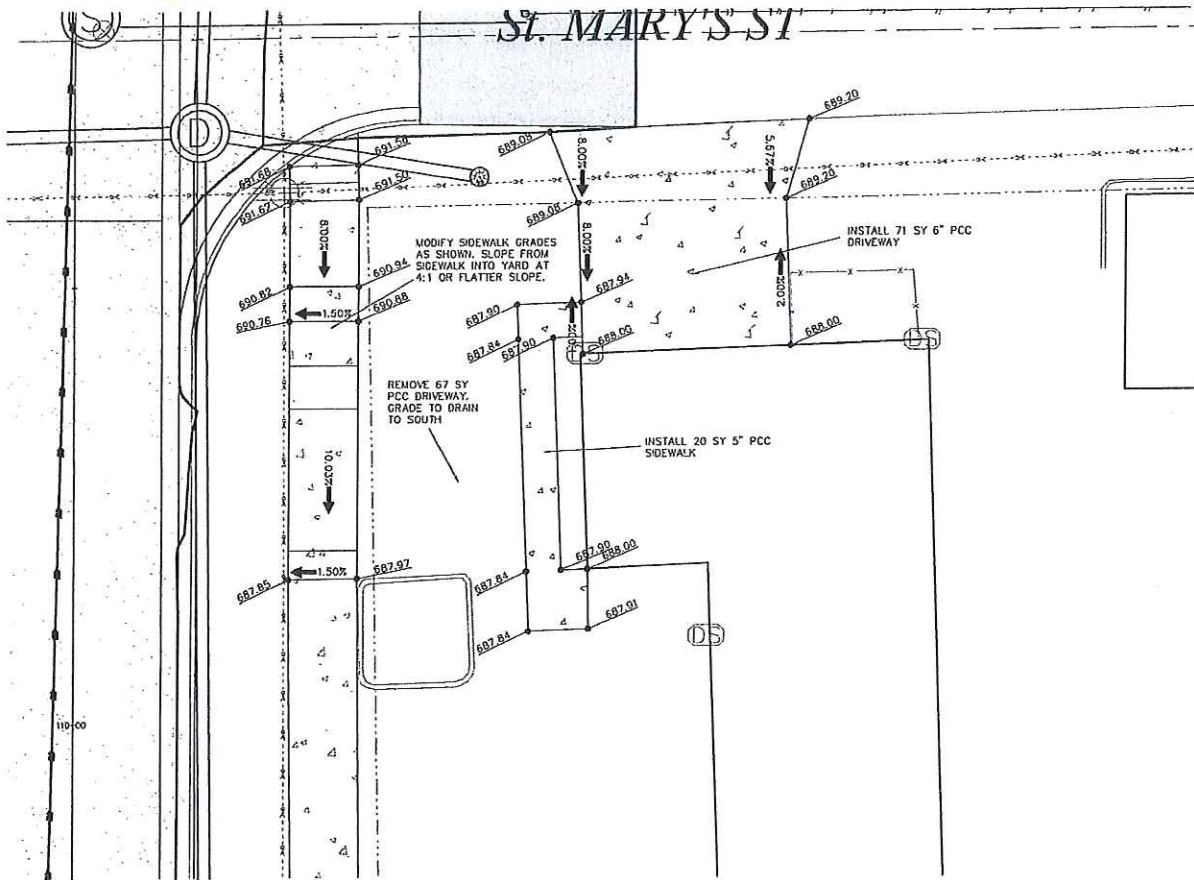 St. MARY'S ST
D
689.20
689.08
691.50
691.68
8.00%
5.67%
691.50
691.67
689.20
689.08
8.00%
8.00%
INSTALL 71 SY 6" PCC
DRIVEWAY
MODIFY SIDEWALK GRADES
AS SHOWN. SLOPE FROM
SIDEWALK INTO YARD AT
4:1 OR FLATTER SLOPE.
690.94
690.82
687.94
2.00%
687.90
690.88
1.50%
690.76
688.00
688.00
DS
687.84
687.90
DS
REMOVE 67 SY
PCC DRIVEWAY.
GRADE TO DRAIN
TO SOUTH
INSTALL 20 SY 5" PCC
SIDEWALK
10.03%
687.90
688.00
687.97
1.50%
687.85
687.84
687.91
687.84
DS
110+00